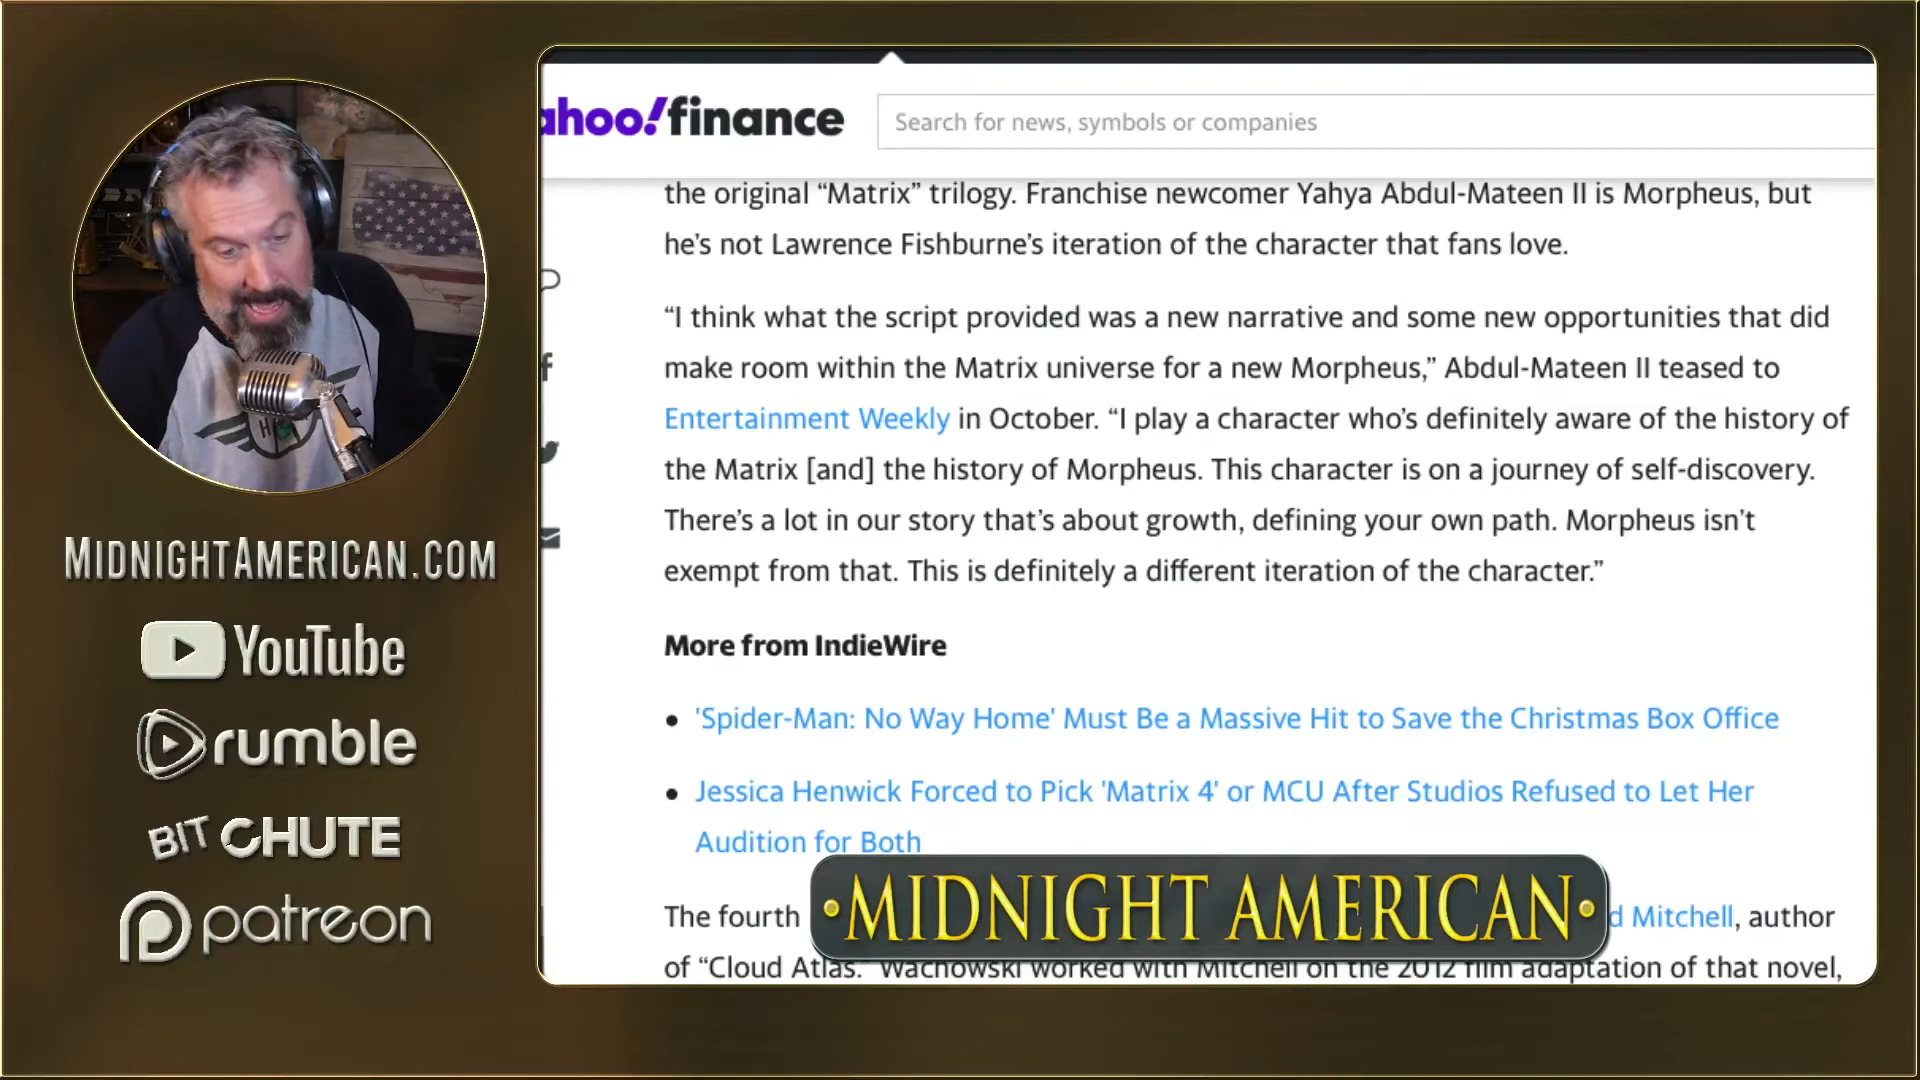 MIDNIGHTAMERICAN.COM
YouTube
rumble
BIT CHUTE
patreon
ahoo!finance
Search for news, symbols or companies
the original “Matrix” trilogy. Franchise newcomer Yahya Abdul-Mateen II is Morpheus, but
he’s not Lawrence Fishburne’s iteration of the character that fans love.
“I think what the script provided was a new narrative and some new opportunities that did
make room within the Matrix universe for a new Morpheus,” Abdul-Mateen II teased to
Entertainment Weekly in October. “I play a character who’s definitely aware of the history of
the Matrix [and] the history of Morpheus. This character is on a journey of self-discovery.
There’s a lot in our story that’s about growth, defining your own path. Morpheus isn’t
exempt from that. This is definitely a different iteration of the character.”
More from IndieWire
'Spider-Man: No Way Home' Must Be a Massive Hit to Save the Christmas Box Office
Jessica Henwick Forced to Pick 'Matrix 4' or MCU After Studios Refused to Let Her
Audition for Both
The fourth d Mitchell, author
•MIDNIGHT AMERICAN•
of “Cloud Atlas.” Wachowski worked with Mitchell on the 2012 film adaptation of that novel,